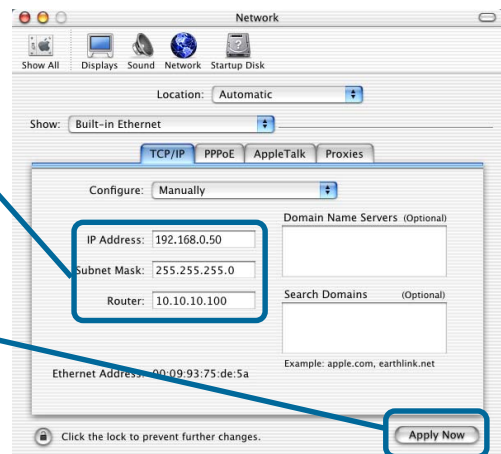 Network
Show All Displays Sound Network Startup Disk
Location: Automatic
Show: Built-in Ethernet
TCP/IP PPPoE AppleTalk Proxies
Configure: Manually
Domain Name Servers (Optional)
IP Address: 192.168.0.50
Subnet Mask: 255.255.255.0
Router: 10.10.10.100
Search Domains (Optional)
Example: apple.com, earthlink.net
Ethernet Address: 00:09:93:75:de:5a
Click the lock to prevent further changes.
Apply Now